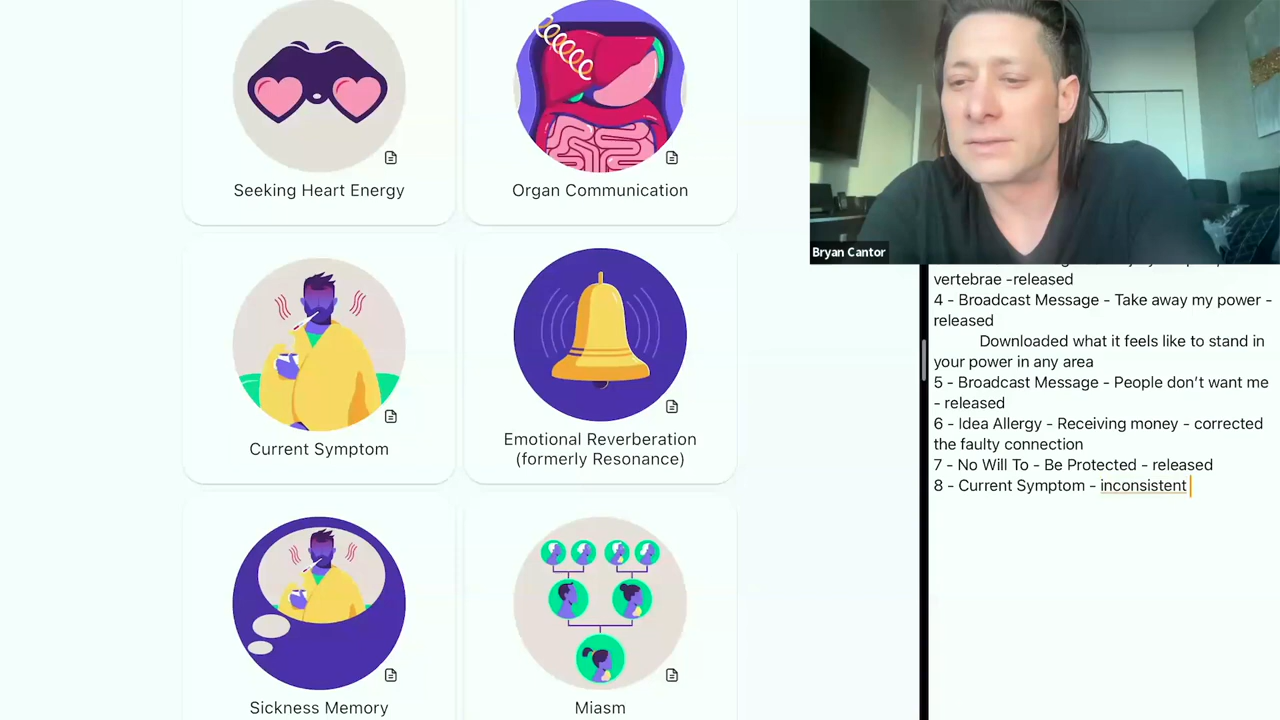 Seeking Heart Energy
Organ Communication
Current Symptom
Emotional Reverberation
(formerly Resonance)
Sickness Memory
Miasm
Bryan Cantor
vertebrae -released
4 - Broadcast Message - Take away my power -
released
Downloaded what it feels like to stand in
your power in any area
5 - Broadcast Message - People don’t want me
- released
6 - Idea Allergy - Receiving money - corrected
the faulty connection
7 - No Will To - Be Protected - released
8 - Current Symptom - inconsistent